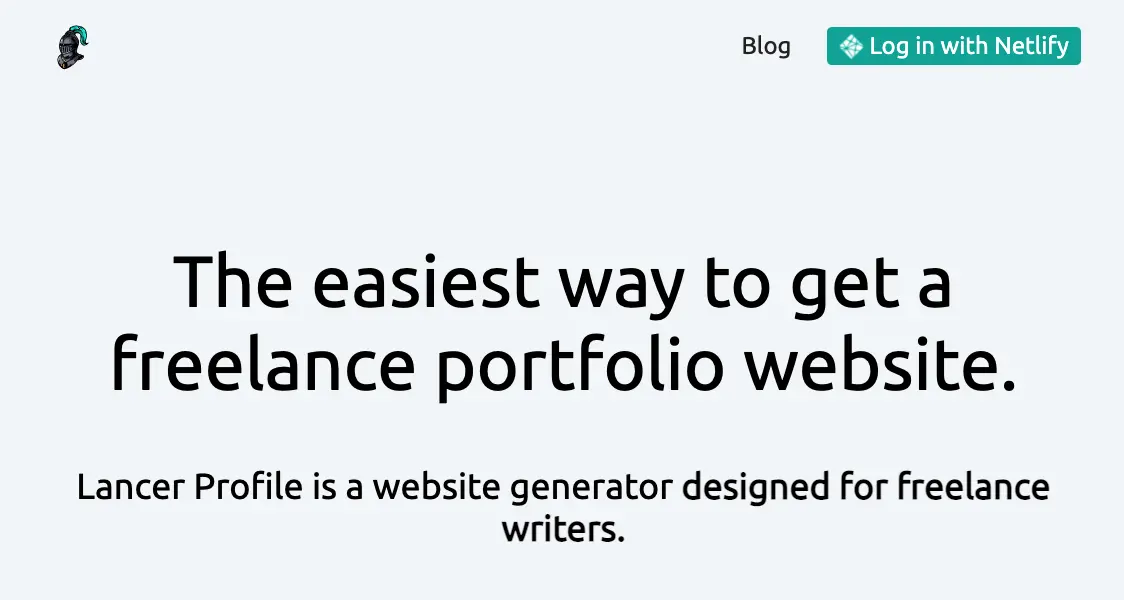 Blog
Log in with Netlify
The easiest way to get a
freelance portfolio website.
Lancer Profile is a website generator designed for freelance
writers.